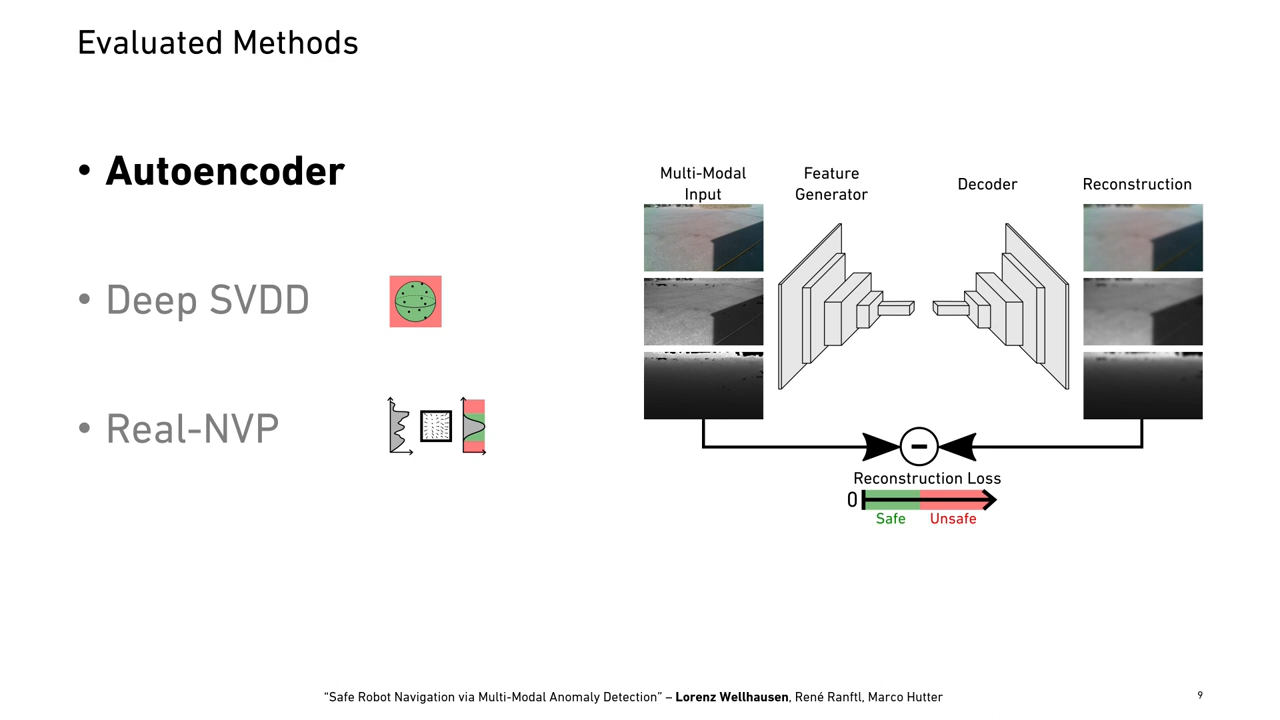 Evaluated Methods
• Autoencoder
• Deep SVDD
• Real-NVP
Multi-Modal
Input
Feature
Generator
Decoder
Reconstruction
−
Reconstruction Loss
0
Safe
Unsafe
“Safe Robot Navigation via Multi-Modal Anomaly Detection” – Lorenz Wellhausen, René Ranftl, Marco Hutter
9